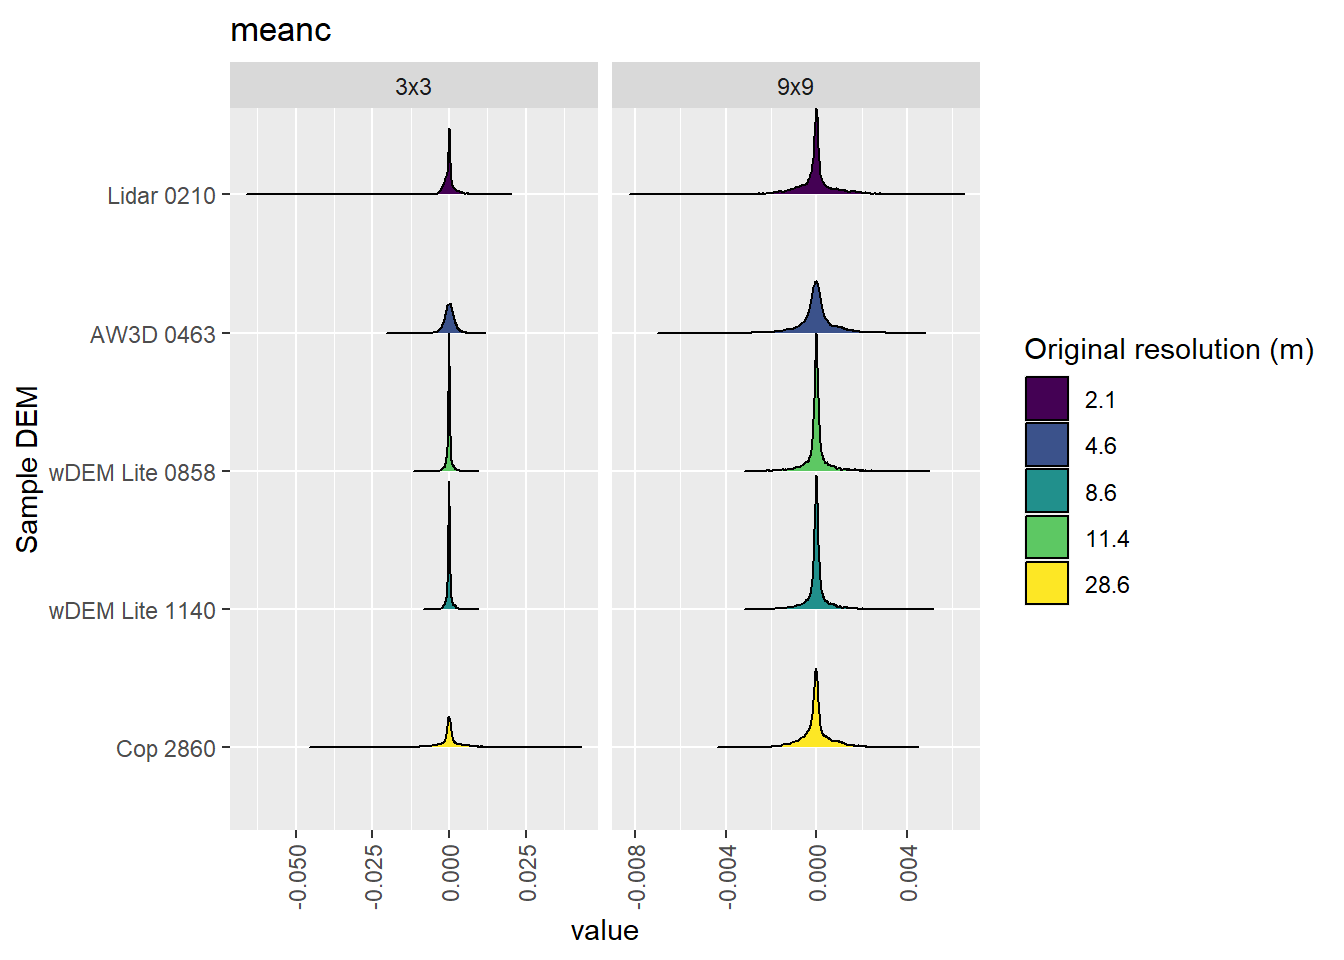 meanc
3x3
9x9
Lidar 0210
AW3D 0463
wDEM Lite 0858
wDEM Lite 1140
Cop 2860
Sample DEM
-0.050
-0.025
0.000
0.025
-0.008
-0.004
0.000
0.004
value
Original resolution (m)
2.1
4.6
8.6
11.4
28.6